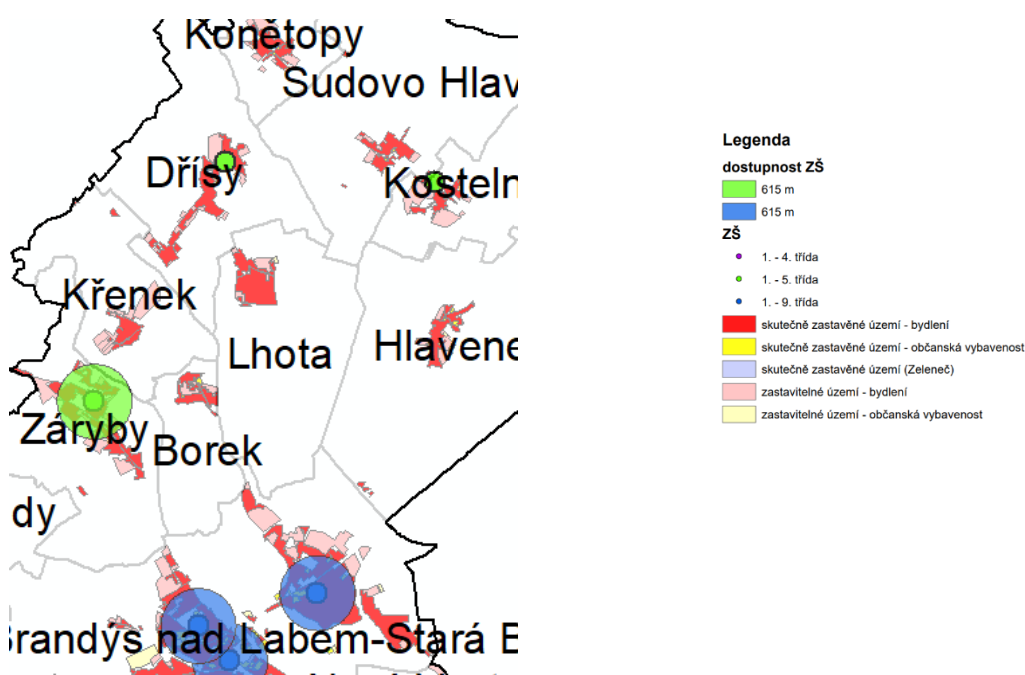 Konětopy
Sudovo Hlav
Dřísy
Kosteln
Křenek
Lhota
Hlavene
Záryby
Borek
dy
Brandýs nad Labem-Stará B
Legenda
dostupnost ZŠ
615 m
615 m
ZŠ
1. - 4. třída
1. - 5. třída
1. - 9. třída
skutečně zastavěné území - bydlení
skutečně zastavěné území - občanská vybavenost
skutečně zastavěné území (Zeleneč)
zastavitelné území - bydlení
zastavitelné území - občanská vybavenost